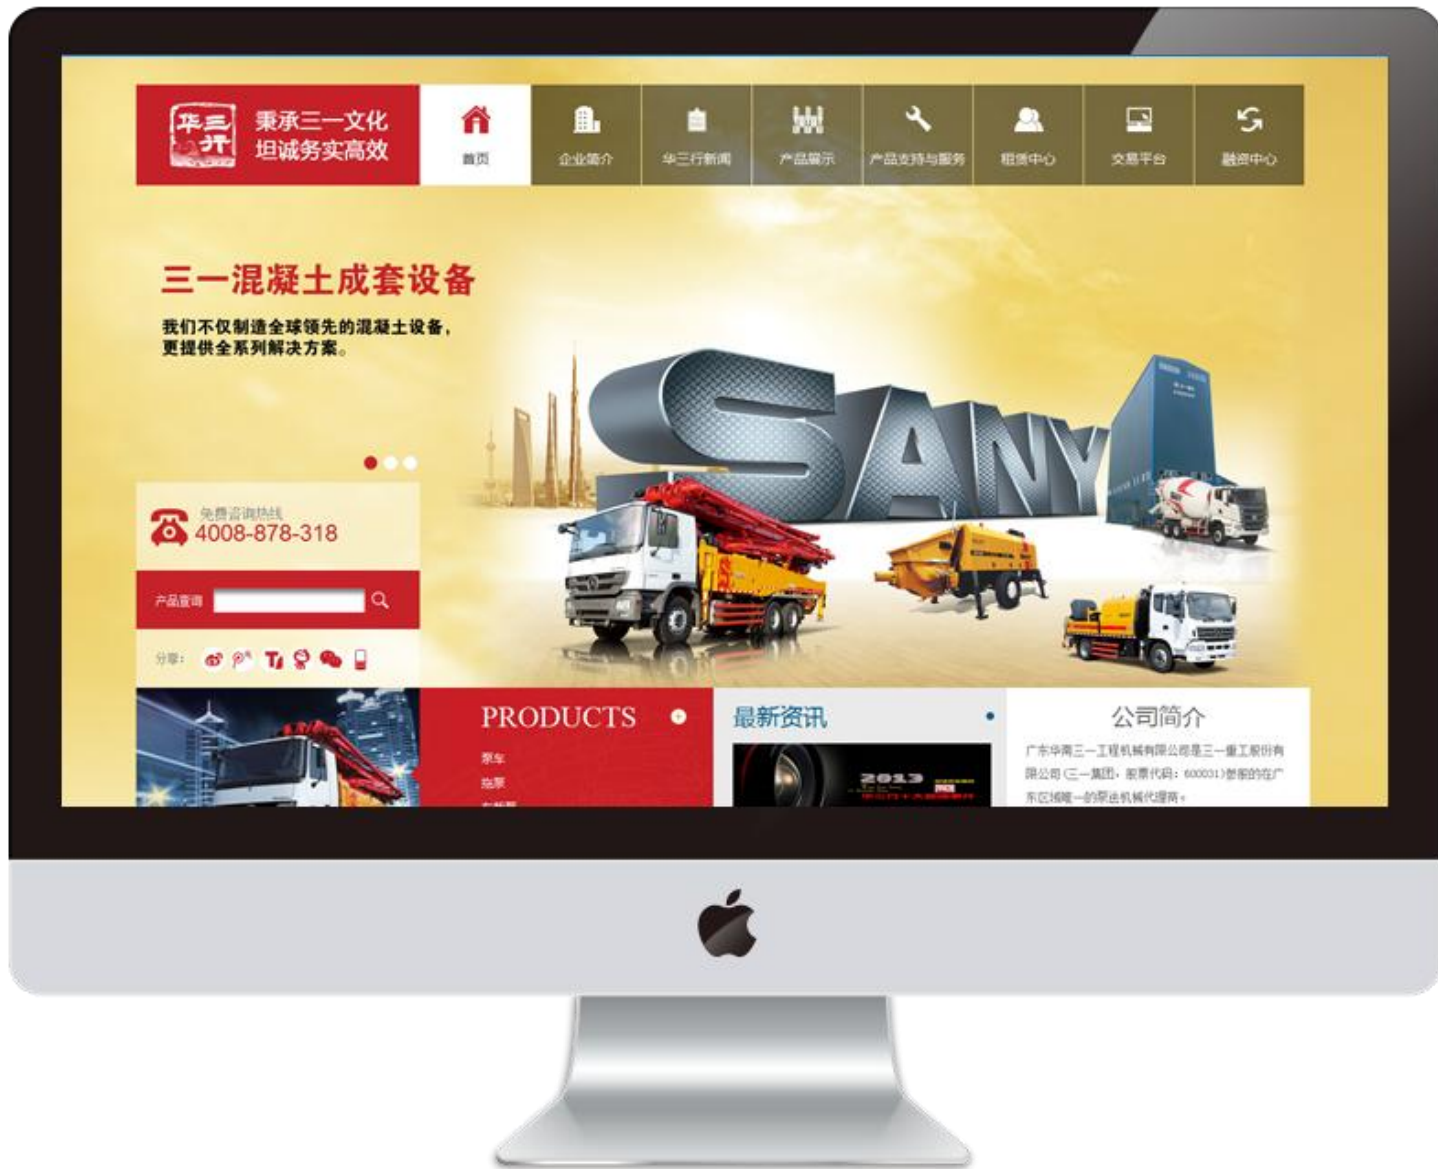 华三行
秉承三一文化
坦诚务实高效
首页
企业简介
华三行新闻
产品展示
产品支持与服务
租赁中心
交易平台
融资中心
三一混凝土成套设备
我们不仅制造全球领先的混凝土设备，
更提供全系列解决方案。
SANY
免费咨询热线
4008-878-318
产品查询
分享：
PRODUCTS
泵车
拖泵
最新资讯
2013
公司简介
广东华南三一工程机械有限公司是三一重工股份有
限公司(三一集团，股票代码：600031)参股的在广
东区域唯一的泵送机械代理商。